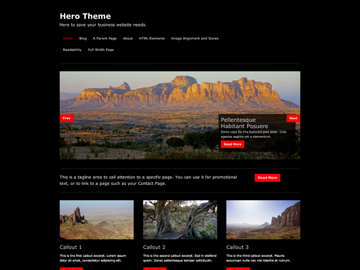 Hero Theme
Here to save your business website needs.
Home Blog A Parent Page About HTML Elements Image Alignment and Styles
Readability Full Width Page
Prev
Next
Pellentesque
Habitant Posuere
Some copy for this featured post slider. Cras
egestas sagittis est a elementum.
Read More
This is a tagline area to call attention to a specific page. You can use it for promotional
text, or to link to a page such as your Contact Page.
Read More
Callout 1
This is the first callout excerpt. Lorem ipsum
dolor sit amet, consectetur adipiscing elit.
Callout 2
This is the second callout excerpt. Sed in eleifend
quam. Donec pellentesque semper sollicitudin.
Callout 3
This is the third callout excerpt. Mauris
accumsan nulla nec nisl lobortis et rutrum.